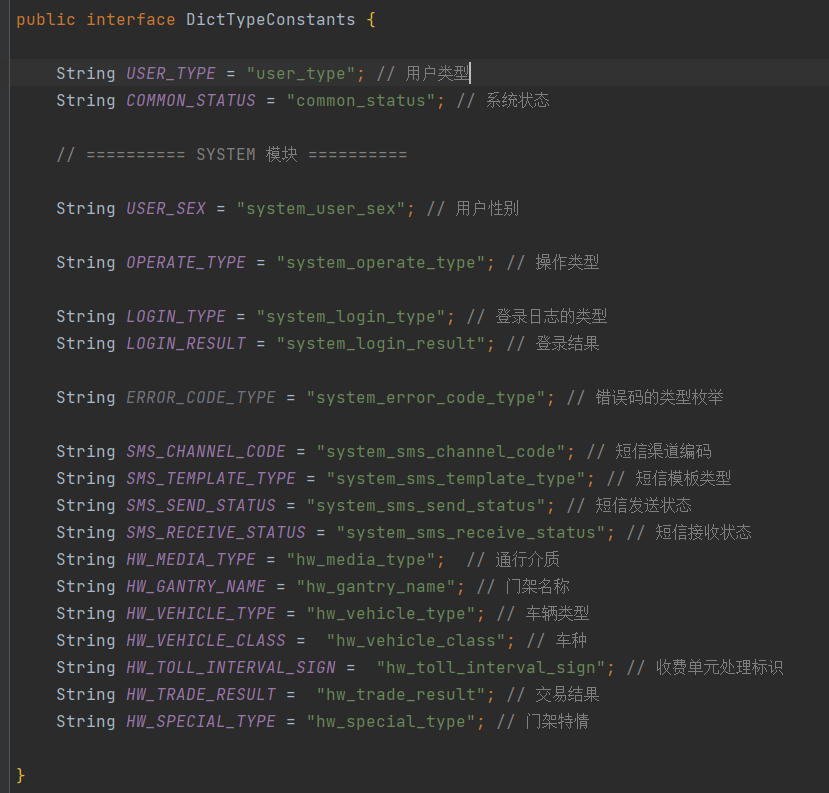 public interface DictTypeConstants {
String USER_TYPE = "user_type"; // 用户类型
String COMMON_STATUS = "common_status"; // 系统状态
// ========== SYSTEM 模块 ==========
String USER_SEX = "system_user_sex"; // 用户性别
String OPERATE_TYPE = "system_operate_type"; // 操作类型
String LOGIN_TYPE = "system_login_type"; // 登录日志的类型
String LOGIN_RESULT = "system_login_result"; // 登录结果
String ERROR_CODE_TYPE = "system_error_code_type"; // 错误码的类型枚举
String SMS_CHANNEL_CODE = "system_sms_channel_code"; // 短信渠道编码
String SMS_TEMPLATE_TYPE = "system_sms_template_type"; // 短信模板类型
String SMS_SEND_STATUS = "system_sms_send_status"; // 短信发送状态
String SMS_RECEIVE_STATUS = "system_sms_receive_status"; // 短信接收状态
String HW_MEDIA_TYPE = "hw_media_type";  // 通行介质
String HW_GANTRY_NAME = "hw_gantry_name"; // 门架名称
String HW_VEHICLE_TYPE = "hw_vehicle_type"; // 车辆类型
String HW_VEHICLE_CLASS =  "hw_vehicle_class"; // 车种
String HW_TOLL_INTERVAL_SIGN =  "hw_toll_interval_sign"; // 收费单元处理标识
String HW_TRADE_RESULT =  "hw_trade_result"; // 交易结果
String HW_SPECIAL_TYPE = "hw_special_type"; // 门架特情
}